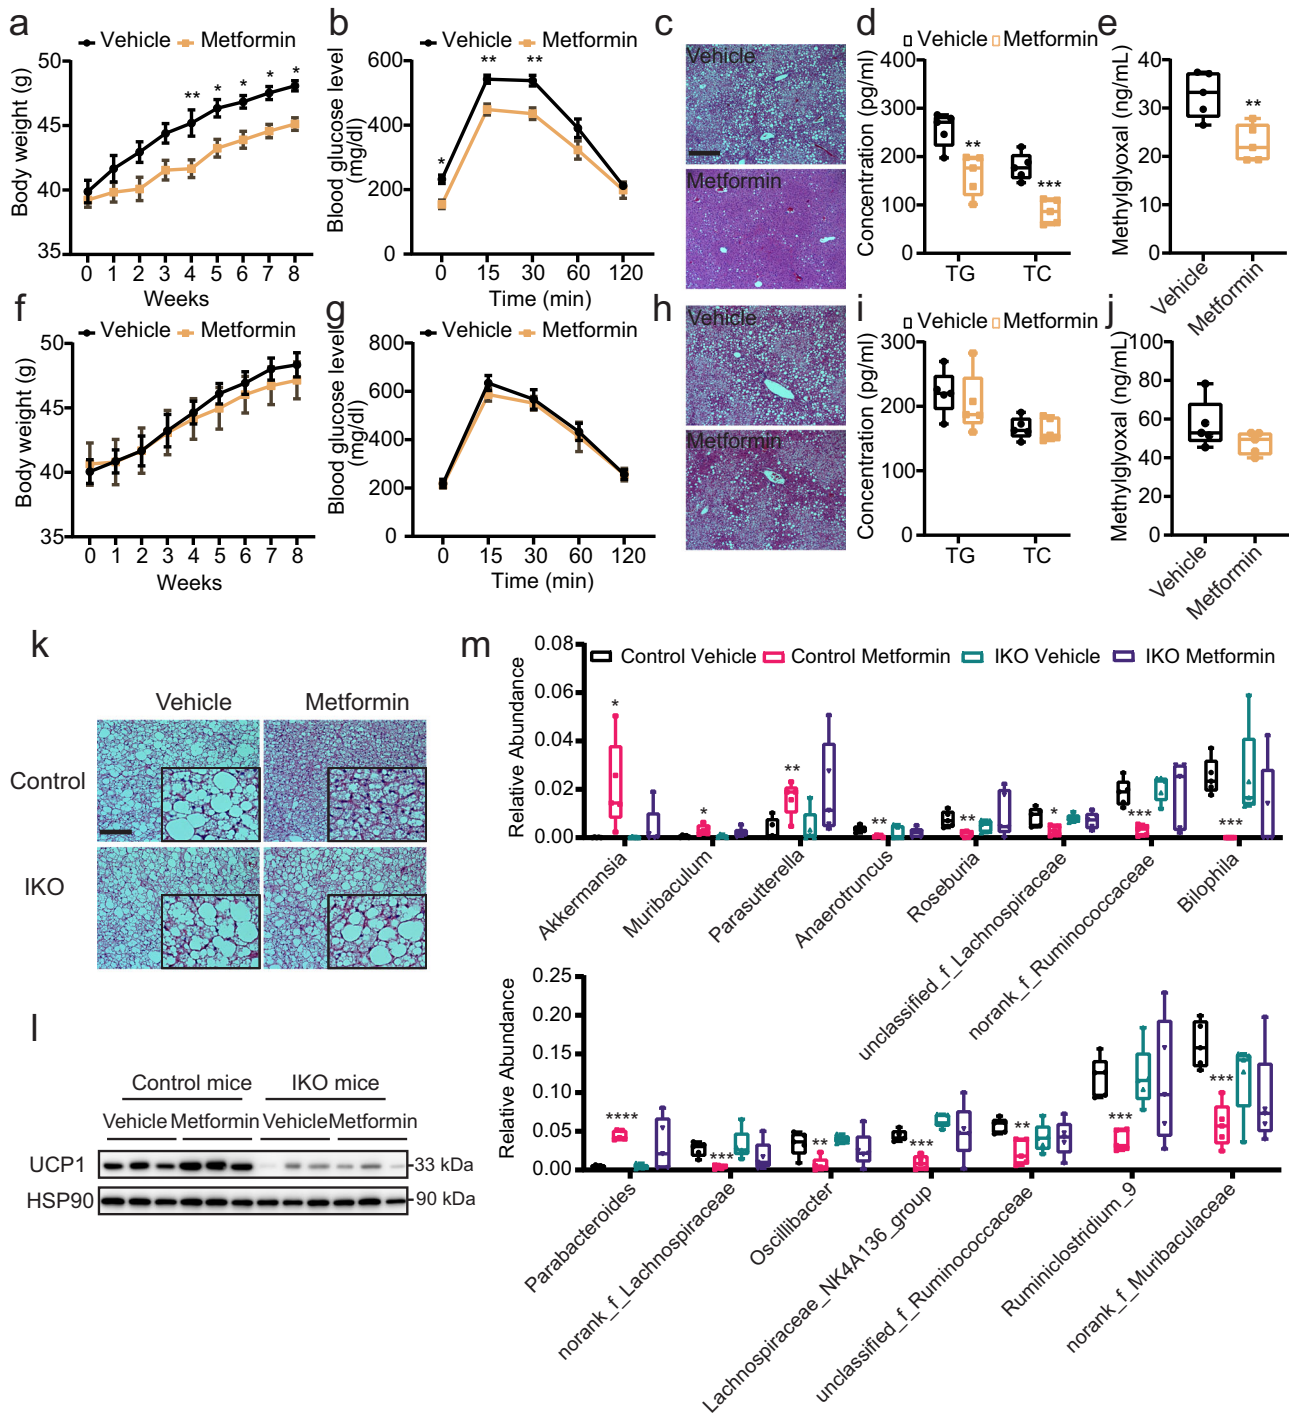 a
Vehicle Metformin
Body weight (g)
50
45
40
35
** * * * *
0 1 2 3 4 5 6 7 8
Weeks
b
Vehicle Metformin
Blood glucose level (mg/dl)
600
400
200
0
* ** **
0 15 30 60 120
Time (min)
c
Vehicle
Metformin
d
Vehicle Metformin
Concentration (pg/ml)
400
300
200
100
0
** ***
TG TC
e
Methylglyoxal (ng/mL)
40
30
20
10
0
**
Vehicle
Metformin
f
Vehicle Metformin
Body weight (g)
50
45
40
35
0 1 2 3 4 5 6 7 8
Weeks
g
Vehicle Metformin
Blood glucose level (mg/dl)
800
600
400
200
0
0 15 30 60 120
Time (min)
h
Vehicle
Metformin
i
Vehicle Metformin
Concentration (pg/ml)
300
200
100
0
TG TC
j
Methylglyoxal (ng/mL)
100
80
60
40
20
0
Vehicle
Metformin
k
Vehicle Metformin
Control
IKO
l
Control mice IKO mice
Vehicle Metformin Vehicle Metformin
UCP1 33 kDa
HSP90 90 kDa
m
Control Vehicle Control Metformin IKO Vehicle IKO Metformin
Relative Abundance
0.08
0.06
0.04
0.02
0.00
* * ** ** ** * *** ***
Akkermansia
Muribaculum
Parasutterella
Anaerotruncus
Roseburia
unclassified_f_Lachnospiraceae
norank_f_Ruminococcaceae
Bilophila
Relative Abundance
0.25
0.20
0.15
0.10
0.05
0.00
**** *** ** *** ** *** ***
Parabacteroides
norank_f_Lachnospiraceae
Oscillibacter
Lachnospiraceae_NK4A136_group
unclassified_f_Ruminococcaceae
Ruminiclostridium_9
norank_f_Muribaculaceae